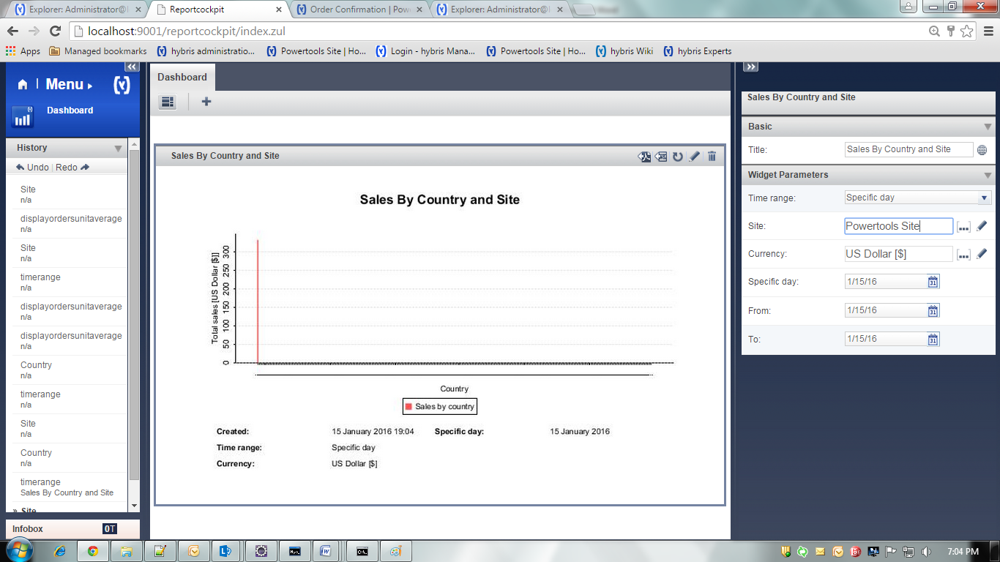 Explorer: Administrator@
Reportcockpit
Order Confirmation | Pow
Explorer: Administrator@
localhost:9001/reportcockpit/index.zul
Apps
Managed bookmarks
hybris administratio...
Powertools Site | Ho...
Login - hybris Mana...
Powertools Site | Ho...
hybris Wiki
hybris Experts
Menu
Dashboard
History
Undo | Redo
Site
n/a
displayordersunitaverage
n/a
Site
n/a
timerange
n/a
displayordersunitaverage
n/a
displayordersunitaverage
n/a
Country
n/a
timerange
n/a
Site
n/a
Country
n/a
timerange
Sales By Country and Site
» Site
Infobox
0T
Dashboard
Sales By Country and Site
Sales By Country and Site
Total sales [US Dollar [$]]
300
250
200
150
100
50
0
Country
Sales by country
Created: 15 January 2016 19:04 Specific day: 15 January 2016
Time range: Specific day
Currency: US Dollar [$]
Sales By Country and Site
Basic
Title: Sales By Country and Site
Widget Parameters
Time range: Specific day
Site: Powertools Site ...
Currency: US Dollar [$] ...
Specific day: 1/15/16 31
From: 1/15/16 31
To: 1/15/16 31
7:04 PM